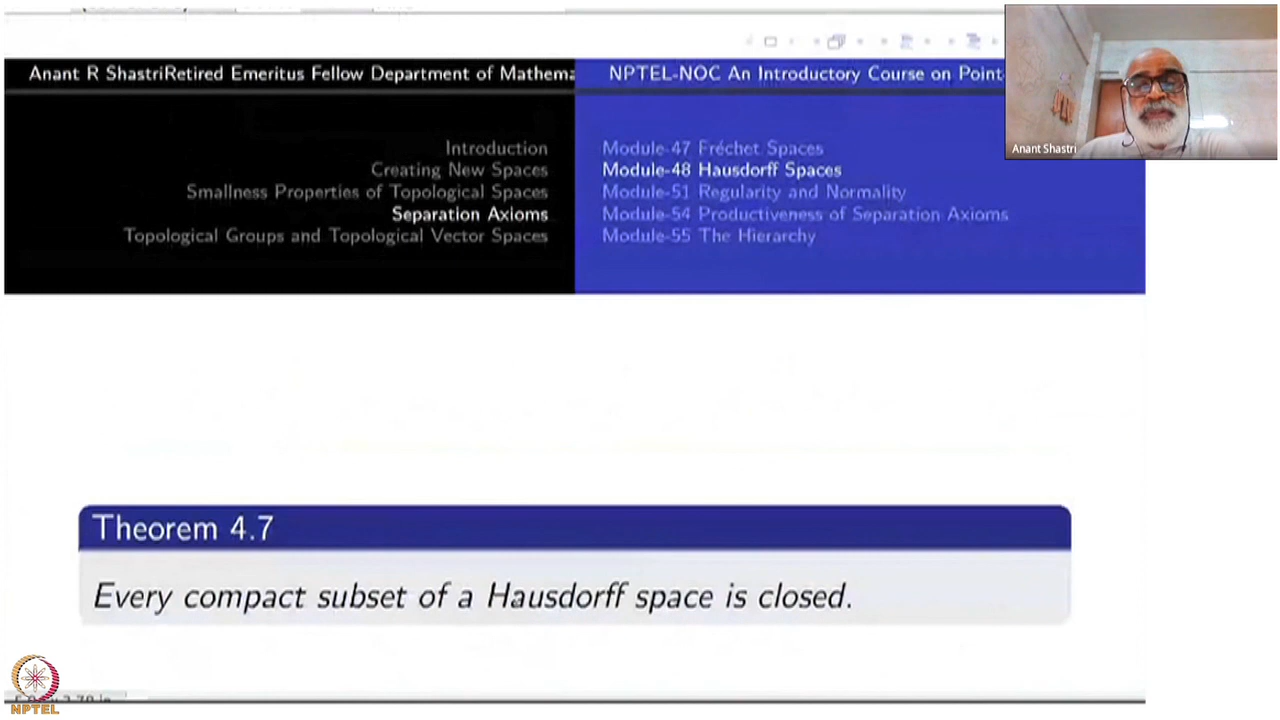 Anant R ShastriRetired Emeritus Fellow Department of Mathema
NPTEL-NOC An Introductory Course on Point-
Introduction
Creating New Spaces
Smallness Properties of Topological Spaces
Separation Axioms
Topological Groups and Topological Vector Spaces
Module-47 Fréchet Spaces
Module-48 Hausdorff Spaces
Module-51 Regularity and Normality
Module-54 Productiveness of Separation Axioms
Module-55 The Hierarchy
Anant Shastri
Theorem 4.7
Every compact subset of a Hausdorff space is closed.
NPTEL